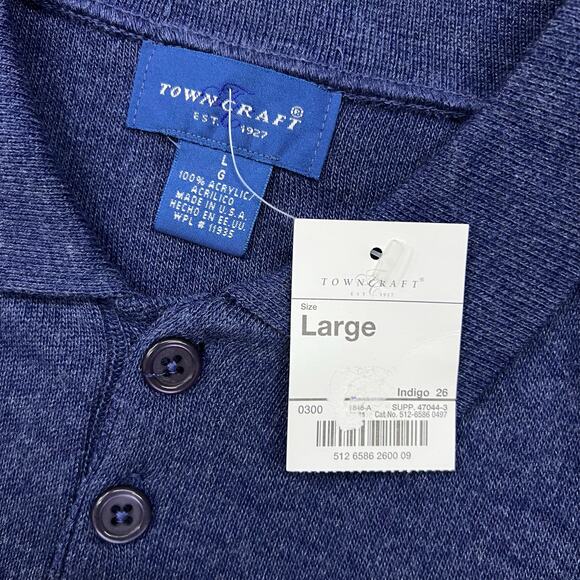 TOWNCRAFT®
EST. 1927
L
G
100% ACRYLIC/
ACRILICO
MADE IN U.S.A.
HECHO EN EE.UU.
WPL # 11935
TOWNCRAFT®
EST. 1927
Size
Large
Indigo 26
0300 1846-A SUPP. 47044-3
Cat.No. 512-6586 0497
512 6586 2600 09